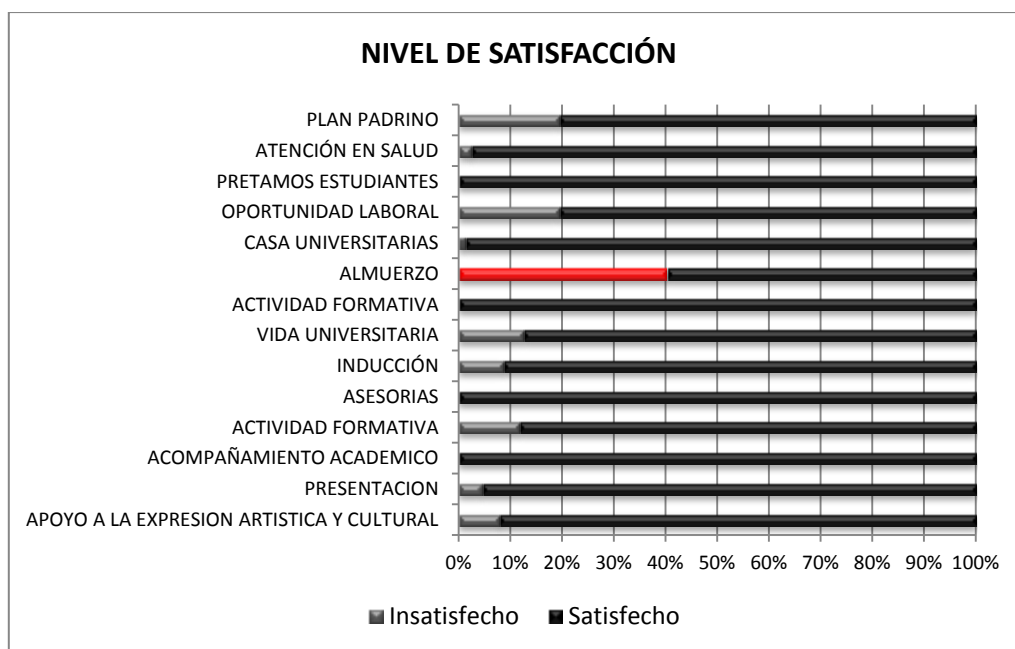 NIVEL DE SATISFACCIÓN
PLAN PADRINO
ATENCIÓN EN SALUD
PRETAMOS ESTUDIANTES
OPORTUNIDAD LABORAL
CASA UNIVERSITARIAS
ALMUERZO
ACTIVIDAD FORMATIVA
VIDA UNIVERSITARIA
INDUCCIÓN
ASESORIAS
ACTIVIDAD FORMATIVA
ACOMPAÑAMIENTO ACADEMICO
PRESENTACION
APOYO A LA EXPRESION ARTISTICA Y CULTURAL
0% 10% 20% 30% 40% 50% 60% 70% 80% 90% 100%
Insatisfecho Satisfecho